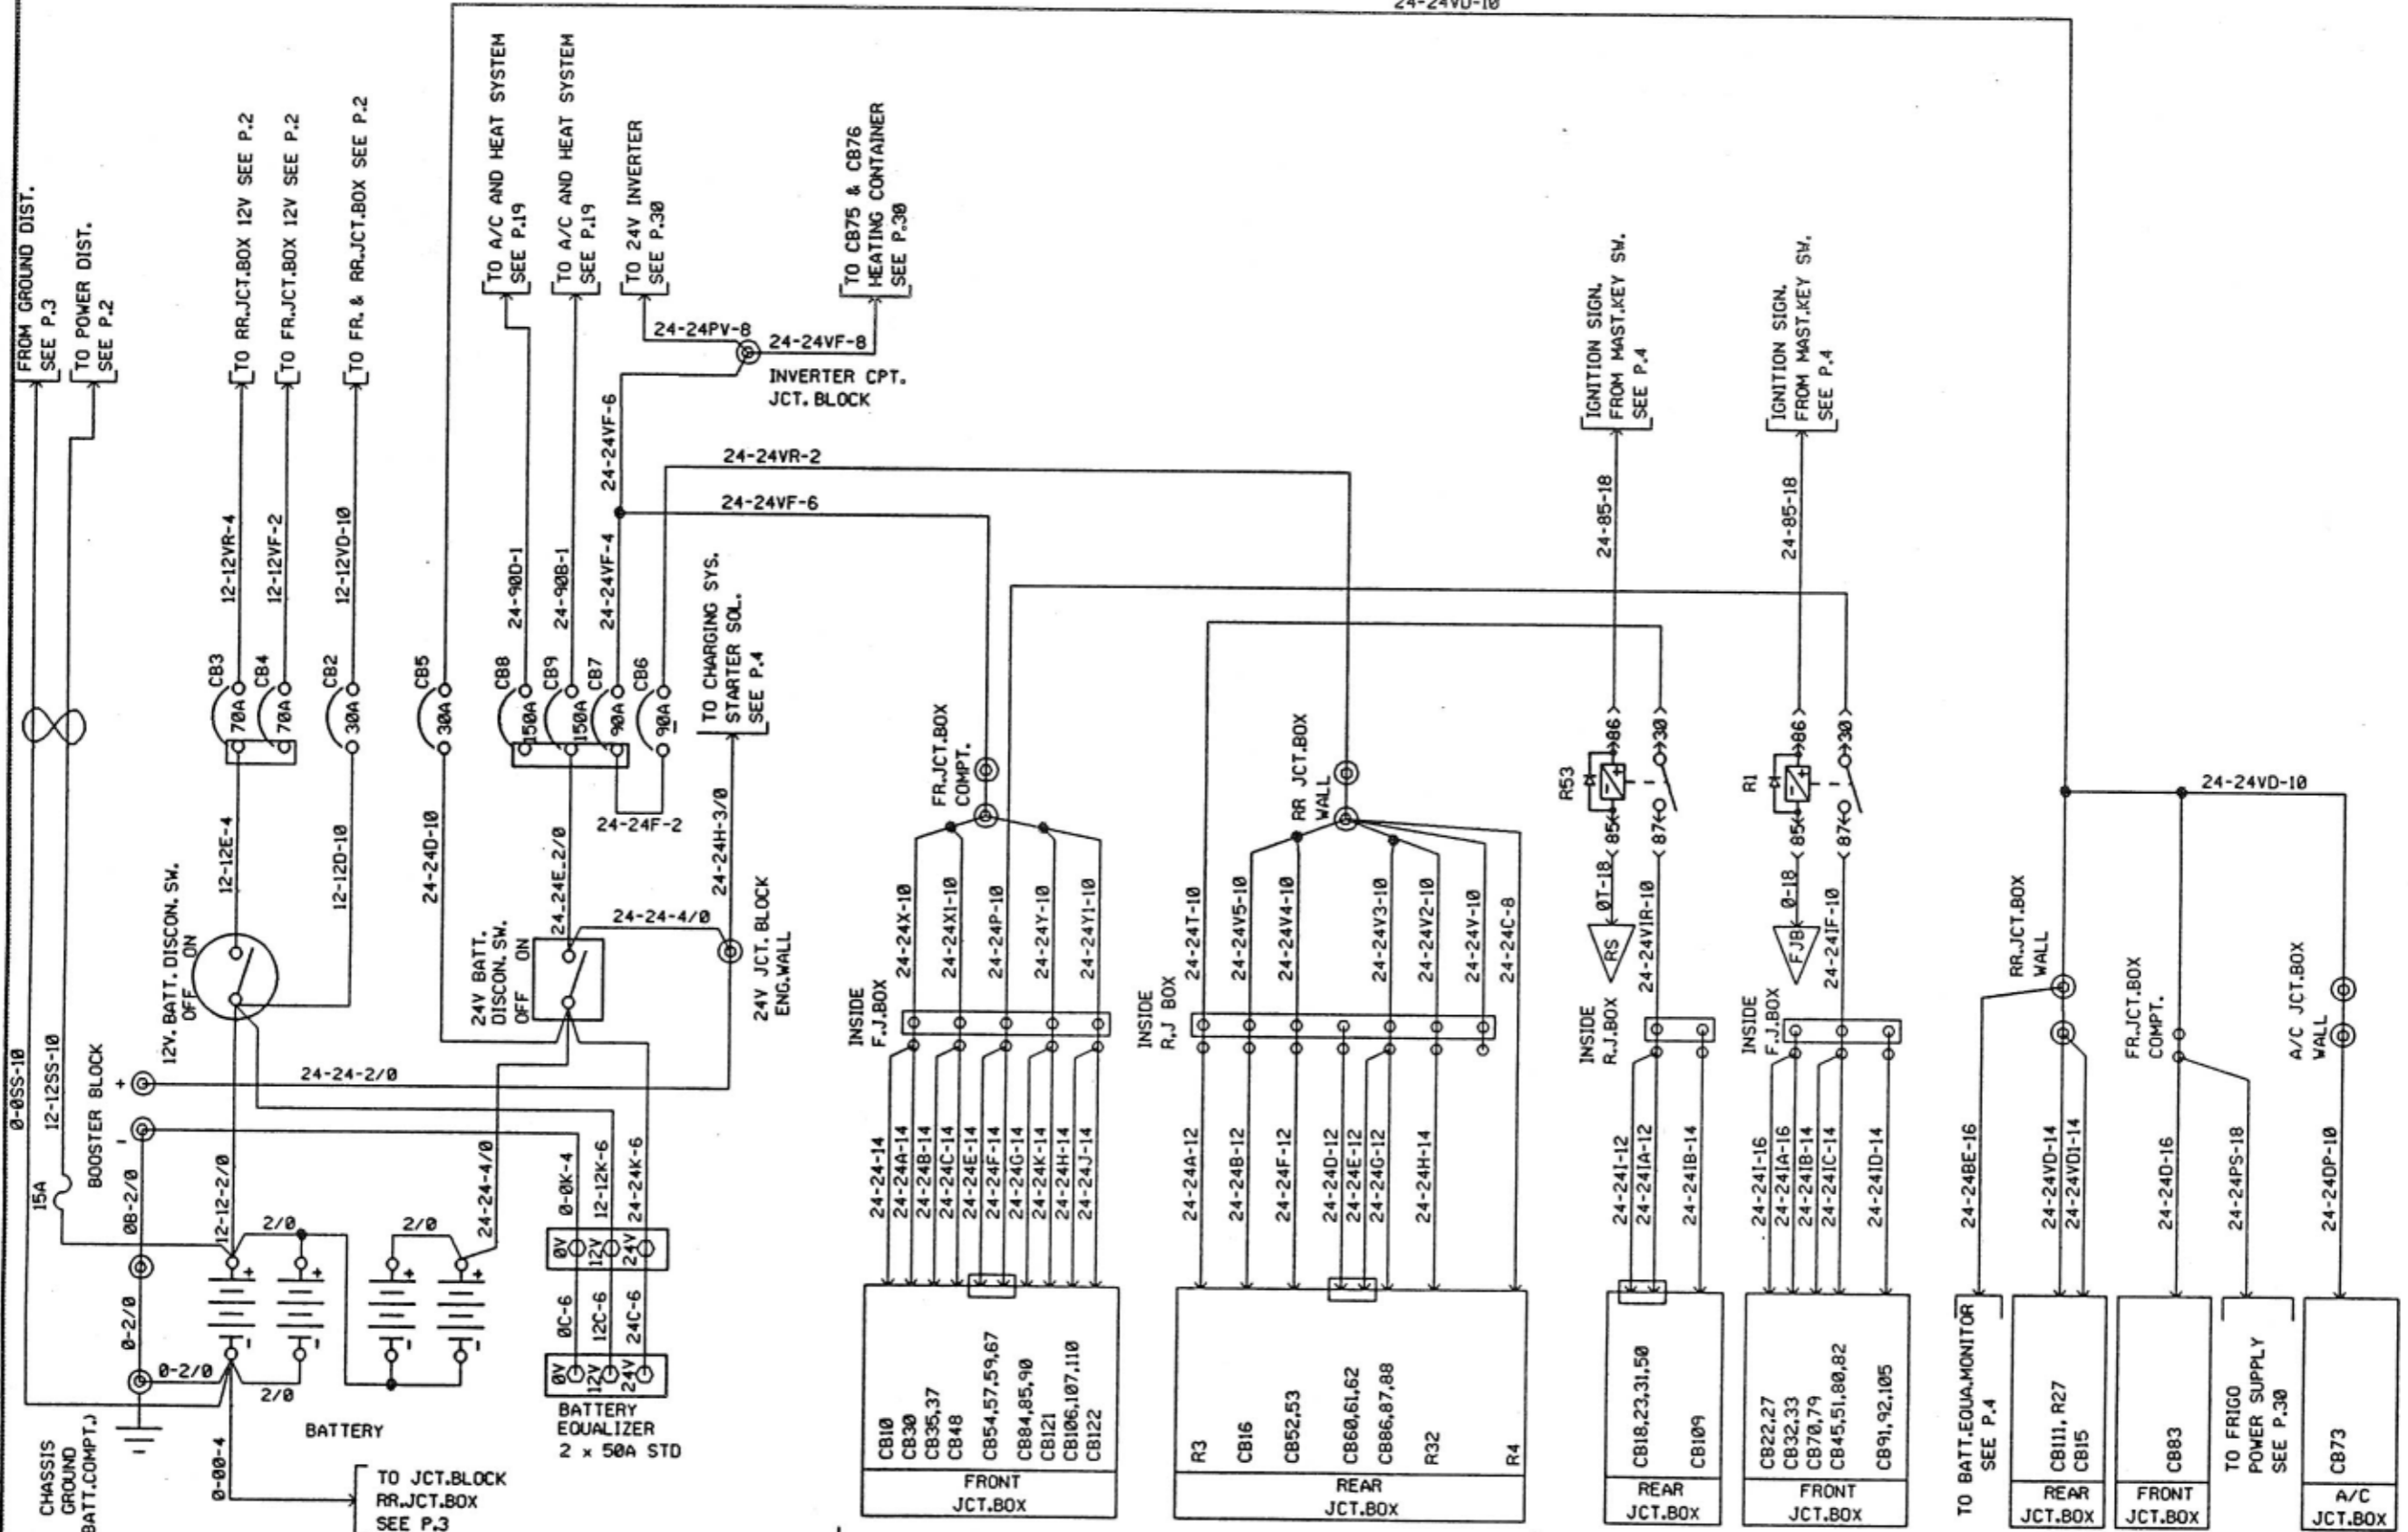 24-24VD-10
FROM GROUND DIST.
SEE P.3
TO POWER DIST.
SEE P.2
TO RR.JCT.BOX 12V SEE P.2
TO FR.JCT.BOX 12V SEE P.2
TO FR. & RR.JCT.BOX SEE P.2
TO A/C AND HEAT SYSTEM
SEE P.19
TO A/C AND HEAT SYSTEM
SEE P.19
TO 24V INVERTER
SEE P.30
TO CB75 & CB76
HEATING CONTAINER
SEE P.30
24-24PV-8
24-24VF-8
INVERTER CPT.
JCT. BLOCK
24-24VF-6
24-24VR-2
24-24VF-6
IGNITION SIGN.
FROM MAST.KEY SW.
SEE P.4
IGNITION SIGN.
FROM MAST.KEY SW.
SEE P.4
24-85-18
24-85-18
12-12VR-4
12-12VF-2
12-12VD-10
24-90D-1
24-90B-1
24-24VF-4
TO CHARGING SYS.
STARTER SOL.
SEE P.4
CB3
70A
CB4
70A
CB2
30A
CB5
30A
CB8
150A
CB9
150A
CB7
90A
CB6
90A
24-24F-2
12-12E-4
12-12D-10
24-24D-10
24-24E-2/0
24-24H-3/0
24-24-4/0
12V. BATT. DISCON. SW.
OFF ON
24V BATT.
DISCON. SW.
OFF ON
24V JCT. BLOCK
ENG.WALL
FR.JCT.BOX
COMPT.
RR JCT.BOX
WALL
R53
86
30
85
87
R1
86
30
85
87
24-24VD-10
0T-18
RS
24-24VIR-10
0-18
FJB
24-24IF-10
RR.JCT.BOX
WALL
FR.JCT.BOX
COMPT.
A/C JCT.BOX
WALL
24-24X-10
24-24X1-10
24-24P-10
24-24Y-10
24-24Y1-10
24-24T-10
24-24V5-10
24-24V4-10
24-24V3-10
24-24V2-10
24-24V-10
24-24C-8
INSIDE
F.J.BOX
INSIDE
R.J BOX
INSIDE
R.J.BOX
INSIDE
F.J.BOX
0-0SS-10
12-12SS-10
15A
BOOSTER BLOCK
+
-
24-24-2/0
0B-2/0
12-12-2/0
24-24-4/0
0-0K-4
12-12K-6
24-24K-6
24-24-14
24-24A-14
24-24B-14
24-24C-14
24-24E-14
24-24F-14
24-24G-14
24-24K-14
24-24H-14
24-24J-14
24-24A-12
24-24B-12
24-24F-12
24-24D-12
24-24E-12
24-24G-12
24-24H-14
24-24I-12
24-24IA-12
24-24IB-14
24-24I-16
24-24IA-16
24-24IB-14
24-24IC-14
24-24ID-14
24-24BE-16
24-24VD-14
24-24VD1-14
24-24D-16
24-24PS-18
24-24DP-10
2/0
2/0
0-2/0
0-2/0
2/0
0V
12V
24V
0C-6
12C-6
24C-6
0V
12V
24V
BATTERY
EQUALIZER
2 x 50A STD
BATTERY
CHASSIS
GROUND
BATT.COMPT.)
0-00-4
TO JCT.BLOCK
RR.JCT.BOX
SEE P.3
CB10
CB30
CB35,37
CB48
CB54,57,59,67
CB84,85,90
CB121
CB106,107,110
CB122
FRONT
JCT.BOX
R3
CB16
CB52,53
CB60,61,62
CB86,87,88
R32
R4
REAR
JCT.BOX
CB18,23,31,50
CB109
REAR
JCT.BOX
CB22,27
CB32,33
CB70,79
CB45,51,80,82
CB91,92,105
FRONT
JCT.BOX
TO BATT.EQUA.MONITOR
SEE P.4
CB111, R27
CB15
REAR
JCT.BOX
CB83
FRONT
JCT.BOX
TO FRIGO
POWER SUPPLY
SEE P.30
CB73
A/C
JCT.BOX